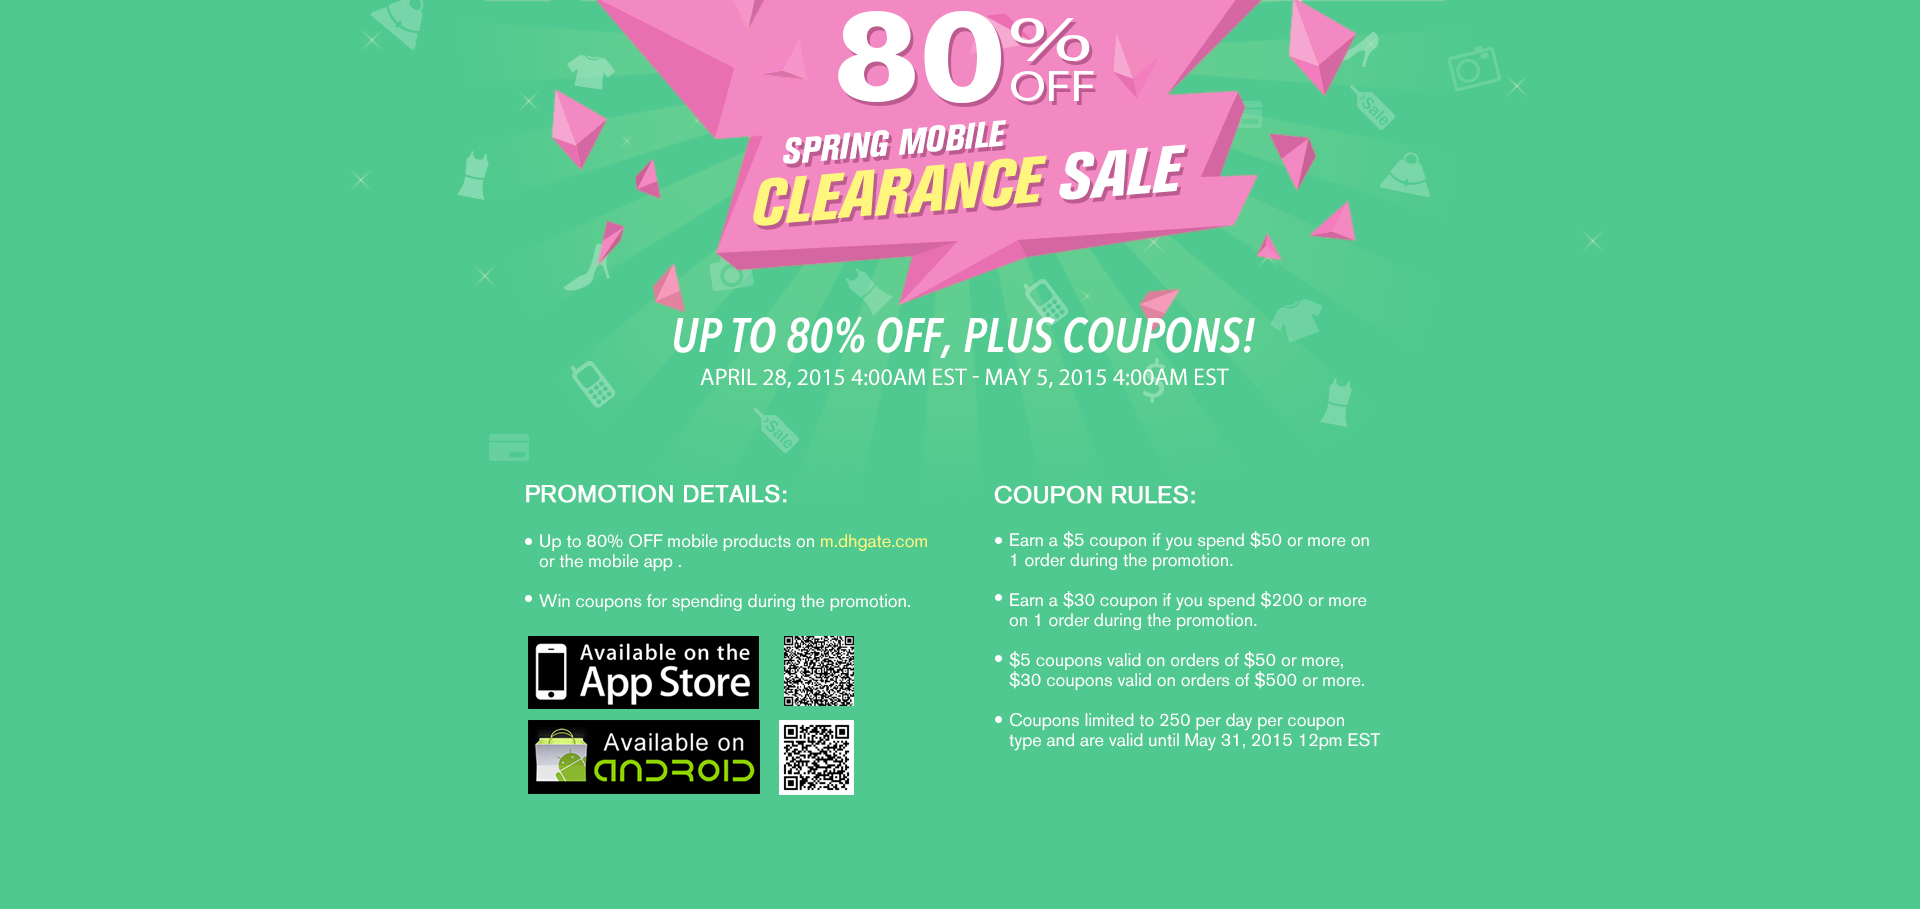 80% OFF
SPRING MOBILE
CLEARANCE SALE
UP TO 80% OFF, PLUS COUPONS!
APRIL 28, 2015 4:00AM EST - MAY 5, 2015 4:00AM EST
Sale
Sale
PROMOTION DETAILS:
• Up to 80% OFF mobile products on m.dhgate.com
or the mobile app .
• Win coupons for spending during the promotion.
Available on the
App Store
Available on
ANDROID
COUPON RULES:
• Earn a $5 coupon if you spend $50 or more on
1 order during the promotion.
• Earn a $30 coupon if you spend $200 or more
on 1 order during the promotion.
• $5 coupons valid on orders of $50 or more,
$30 coupons valid on orders of $500 or more.
• Coupons limited to 250 per day per coupon
type and are valid until May 31, 2015 12pm EST